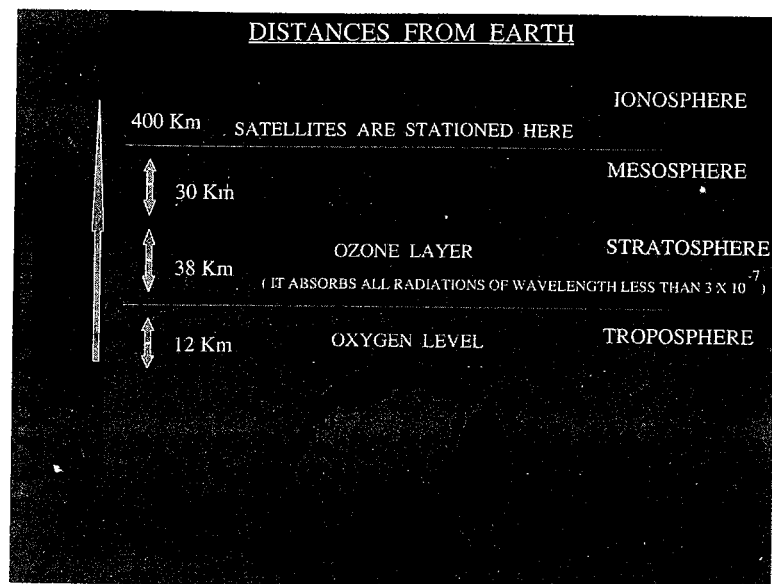 DISTANCES FROM EARTH
IONOSPHERE
400 Km SATELLITES ARE STATIONED HERE
MESOSPHERE
30 Km
OZONE LAYER STRATOSPHERE
38 Km
( IT ABSORBS ALL RADIATIONS OF WAVELENGTH LESS THAN 3 X 10⁻⁷)
12 Km OXYGEN LEVEL TROPOSPHERE